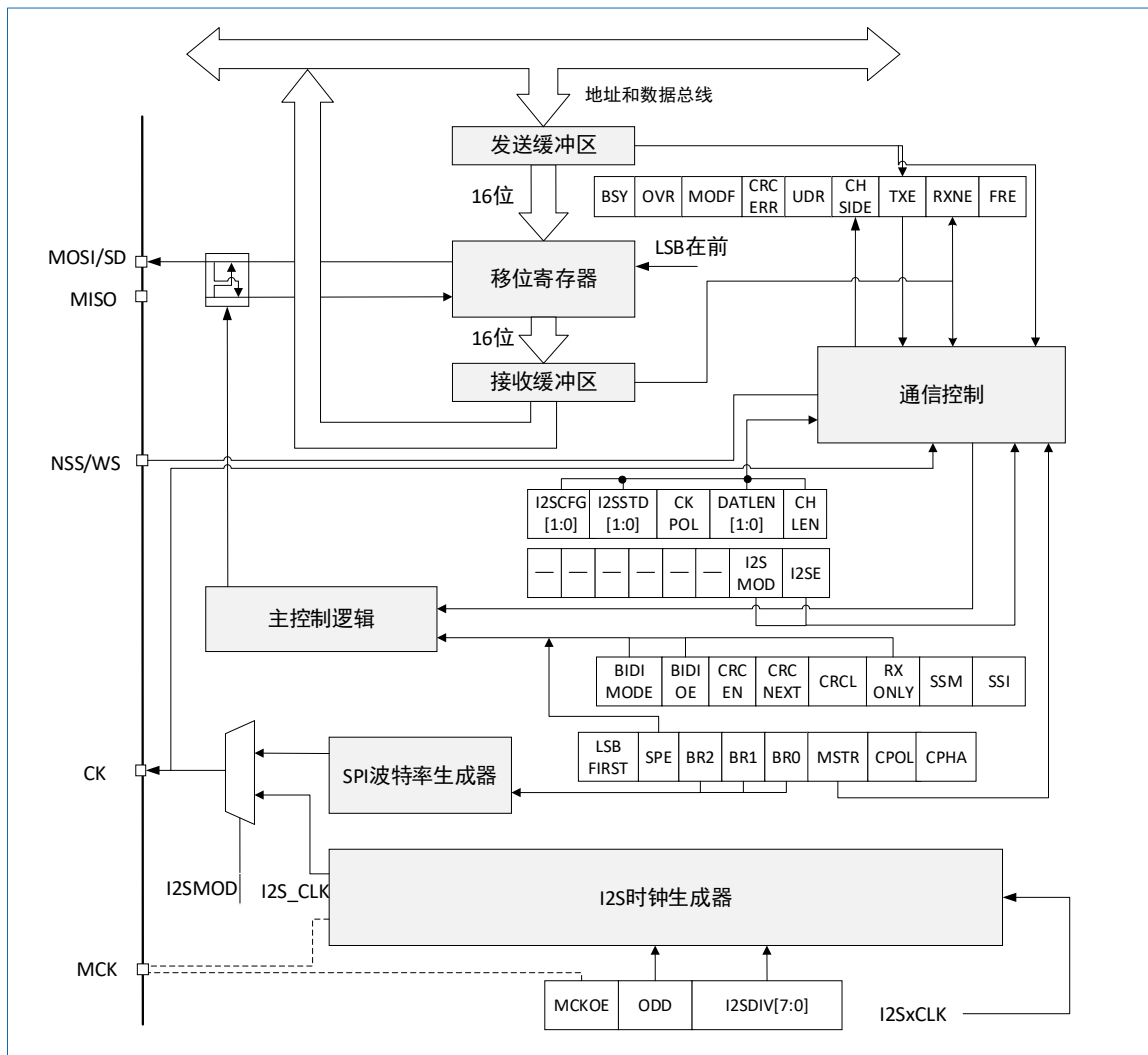 地址和数据总线
发送缓冲区
16位
BSY OVR MODF CRC ERR UDR CH SIDE TXE RXNE FRE
LSB在前
MOSI/SD
移位寄存器
MISO
16位
接收缓冲区
通信控制
NSS/WS
I2SCFG [1:0] I2SSTD [1:0] CK POL DATLEN [1:0] CH LEN
— — — — — — I2S MOD I2SE
主控制逻辑
BIDI MODE BIDI OE CRC EN CRC NEXT CRCL RX ONLY SSM SSI
LSB FIRST SPE BR2 BR1 BR0 MSTR CPOL CPHA
CK
SPI波特率生成器
I2SMOD
I2S_CLK
I2S时钟生成器
MCK
MCKOE ODD I2SDIV[7:0]
I2SxCLK